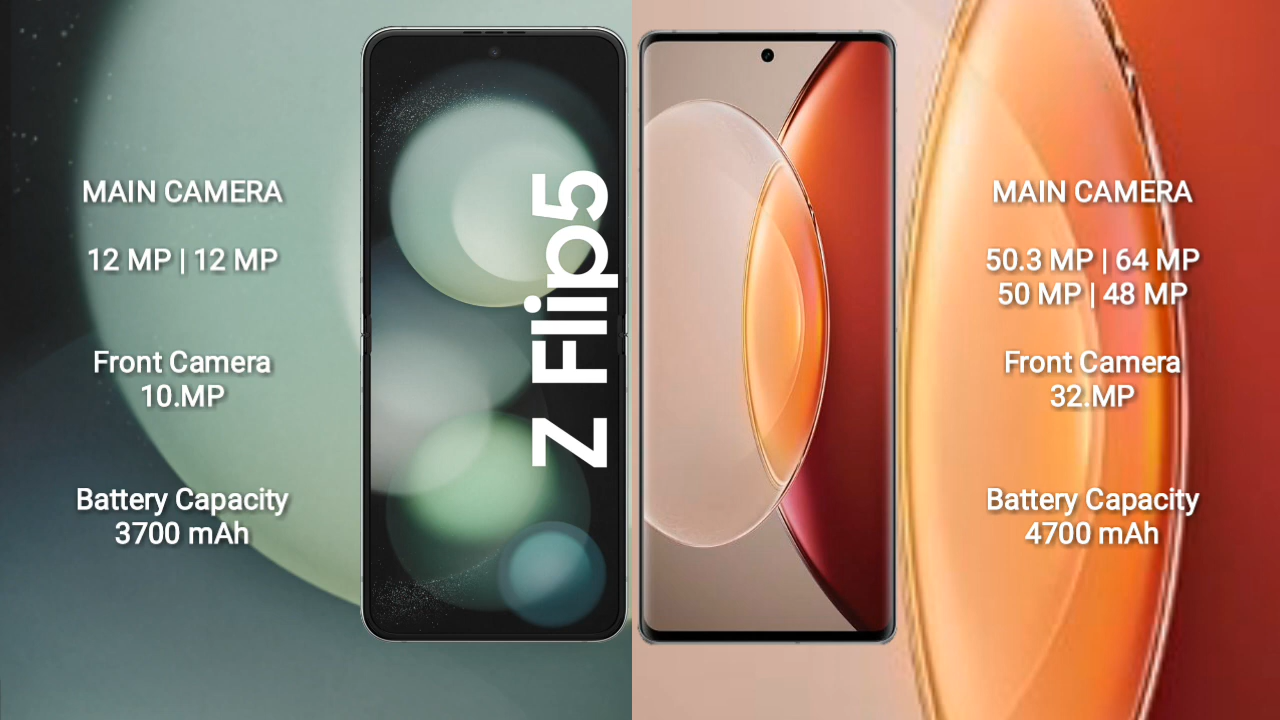 MAIN CAMERA
12 MP | 12 MP
Front Camera
10.MP
Battery Capacity
3700 mAh
Z Flip5
MAIN CAMERA
50.3 MP | 64 MP
50 MP | 48 MP
Front Camera
32.MP
Battery Capacity
4700 mAh